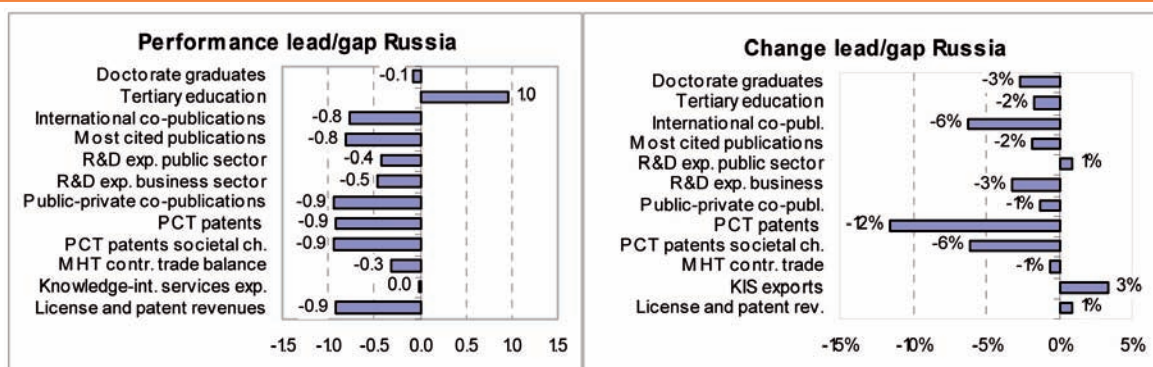 Performance lead/gap Russia
Doctorate graduates -0.1
Tertiary education 1.0
International co-publications -0.8
Most cited publications -0.8
R&D exp. public sector -0.4
R&D exp. business sector -0.5
Public-private co-publications -0.9
PCT patents -0.9
PCT patents societal ch. -0.9
MHT contr. trade balance -0.3
Knowledge-int. services exp. 0.0
License and patent revenues -0.9
-1.5 -1.0 -0.5 0.0 0.5 1.0 1.5
Change lead/gap Russia
Doctorate graduates -3%
Tertiary education -2%
International co-publ. -6%
Most cited publications -2%
R&D exp. public sector 1%
R&D exp. business -3%
Public-private co-publ. -1%
PCT patents -12%
PCT patents societal ch. -6%
MHT contr. trade -1%
KIS exports 3%
License and patent rev. 1%
-15% -10% -5% 0% 5%